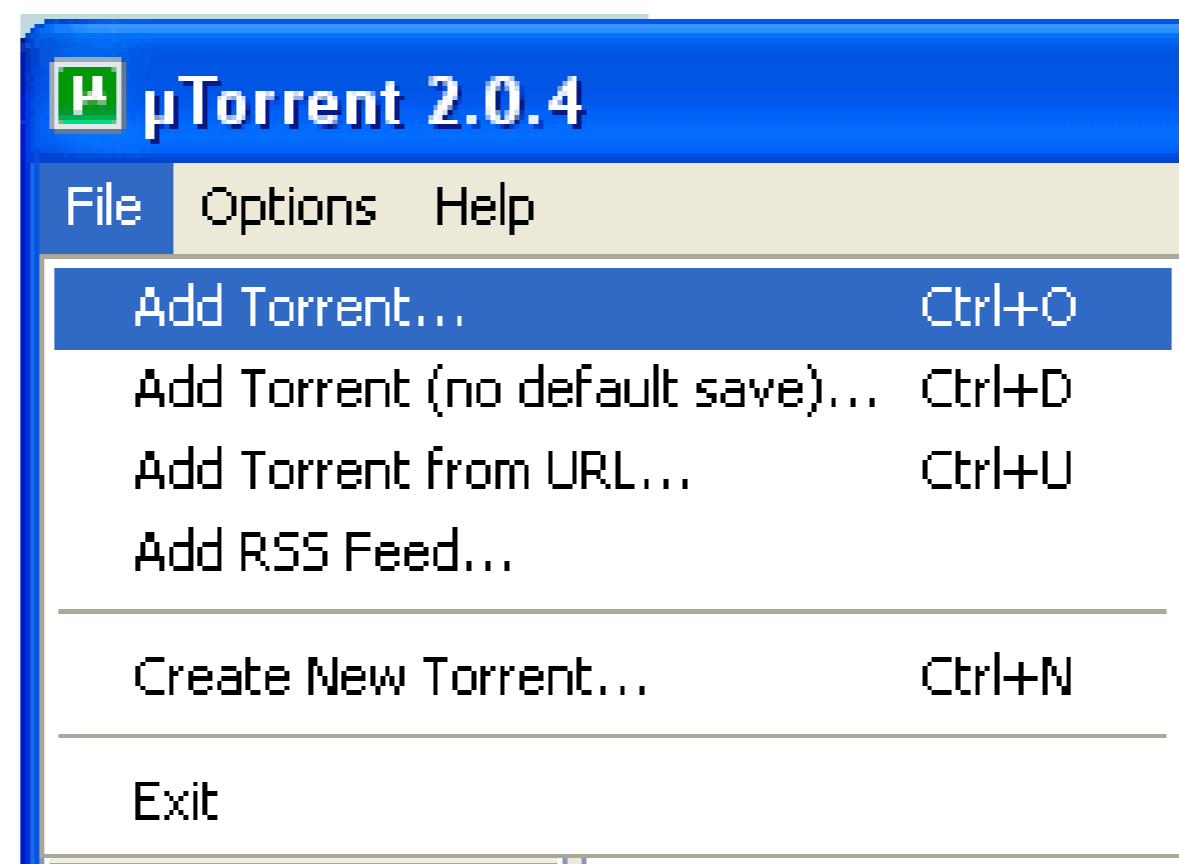 µ µTorrent 2.0.4
File Options Help
Add Torrent... Ctrl+O
Add Torrent (no default save)... Ctrl+D
Add Torrent from URL... Ctrl+U
Add RSS Feed...
Create New Torrent... Ctrl+N
Exit